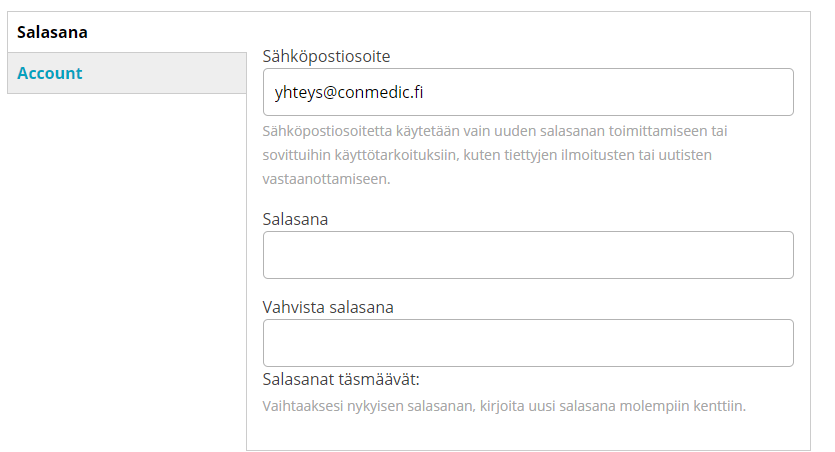 Salasana
Account
Sähköpostiosoite
yhteys@conmedic.fi
Sähköpostiosoitetta käytetään vain uuden salasanan toimittamiseen tai
sovittuihin käyttötarkoituksiin, kuten tiettyjen ilmoitusten tai uutisten
vastaanottamiseen.
Salasana
Vahvista salasana
Salasanat täsmäävät:
Vaihtaaksesi nykyisen salasanan, kirjoita uusi salasana molempiin kenttiin.